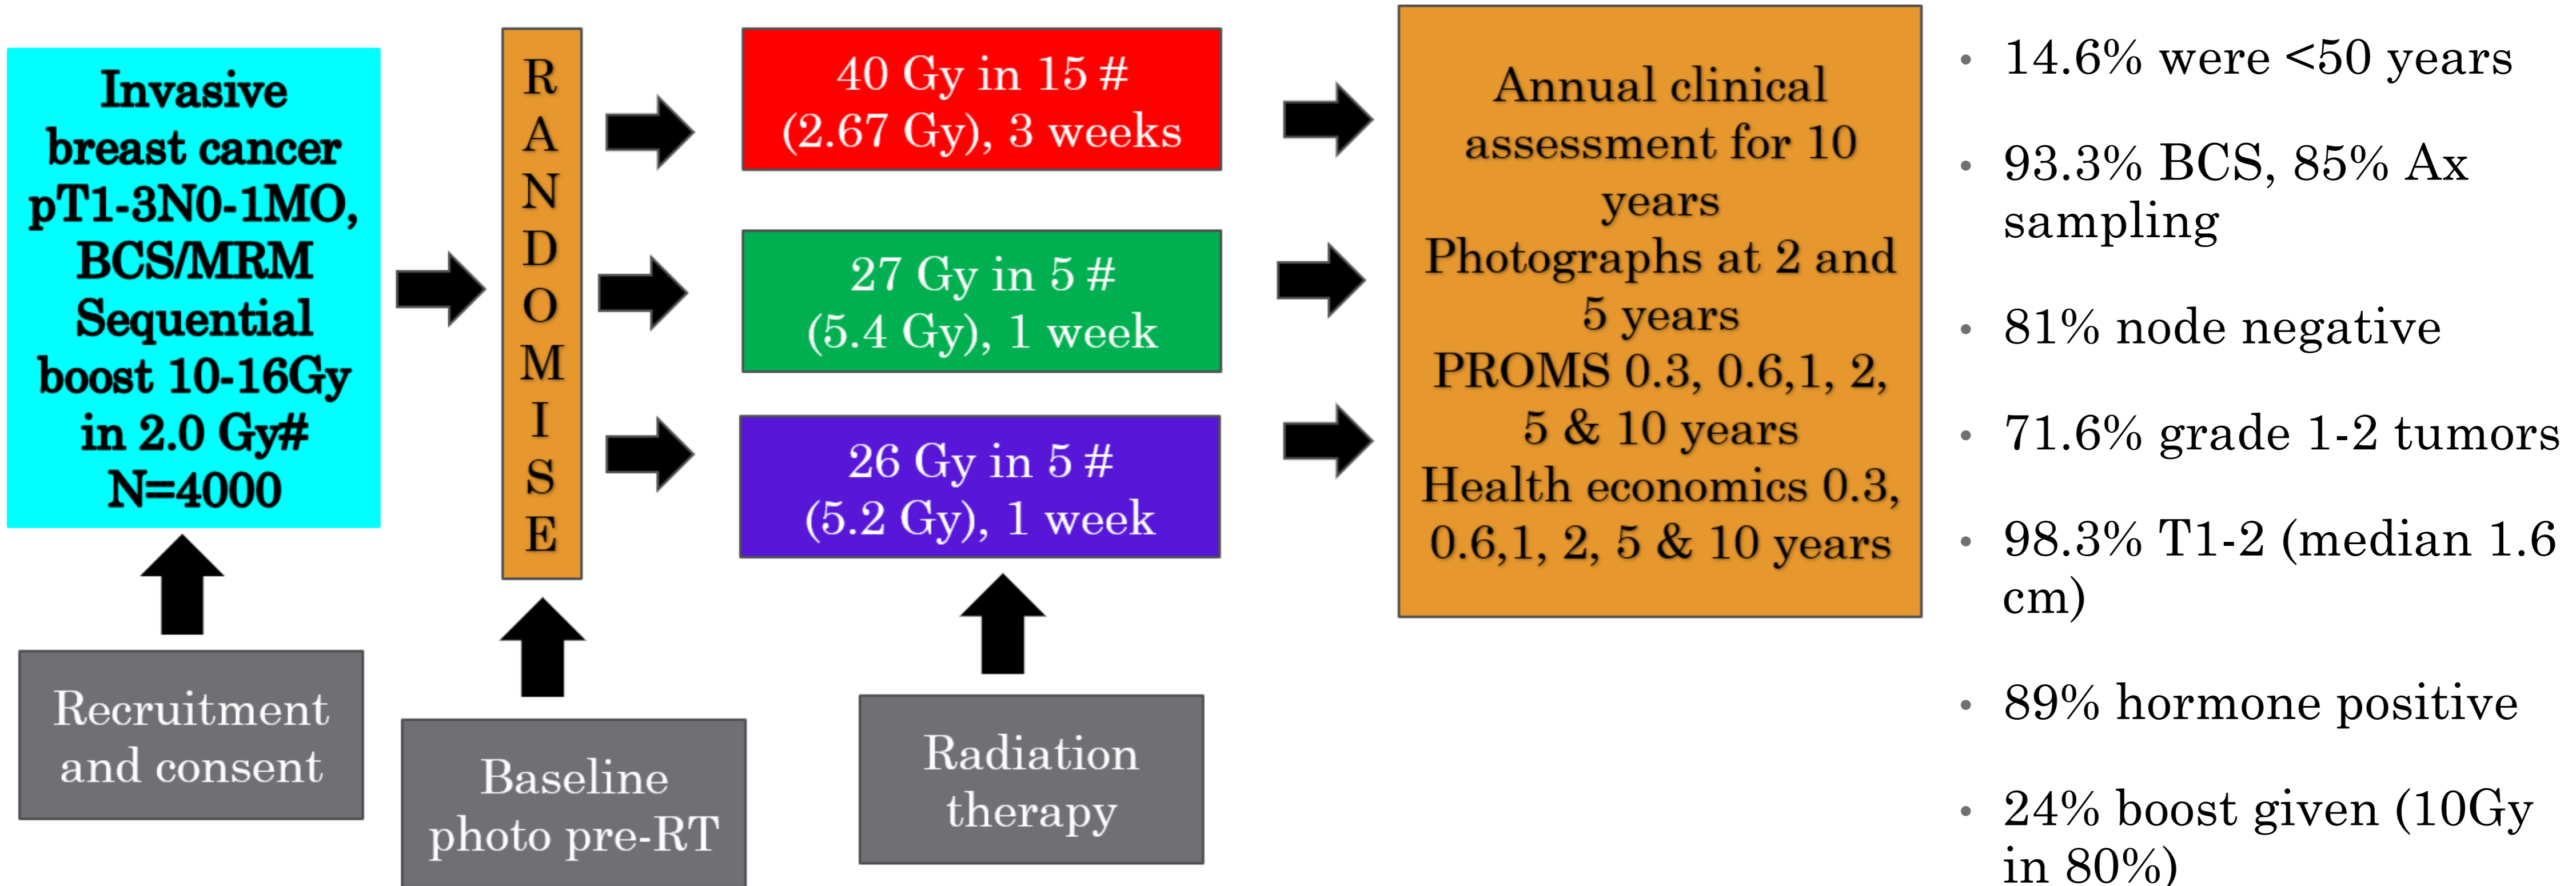 Invasive
breast cancer
pT1-3N0-1MO,
BCS/MRM
Sequential
boost 10-16Gy
in 2.0 Gy#
N=4000
Recruitment
and consent
R
A
N
D
O
M
I
S
E
Baseline
photo pre-RT
40 Gy in 15 #
(2.67 Gy), 3 weeks
27 Gy in 5 #
(5.4 Gy), 1 week
26 Gy in 5 #
(5.2 Gy), 1 week
Radiation
therapy
Annual clinical
assessment for 10
years
Photographs at 2 and
5 years
PROMS 0.3, 0.6,1, 2,
5 & 10 years
Health economics 0.3,
0.6,1, 2, 5 & 10 years
• 14.6% were <50 years
• 93.3% BCS, 85% Ax
sampling
• 81% node negative
• 71.6% grade 1-2 tumors
• 98.3% T1-2 (median 1.6
cm)
• 89% hormone positive
• 24% boost given (10Gy
in 80%)